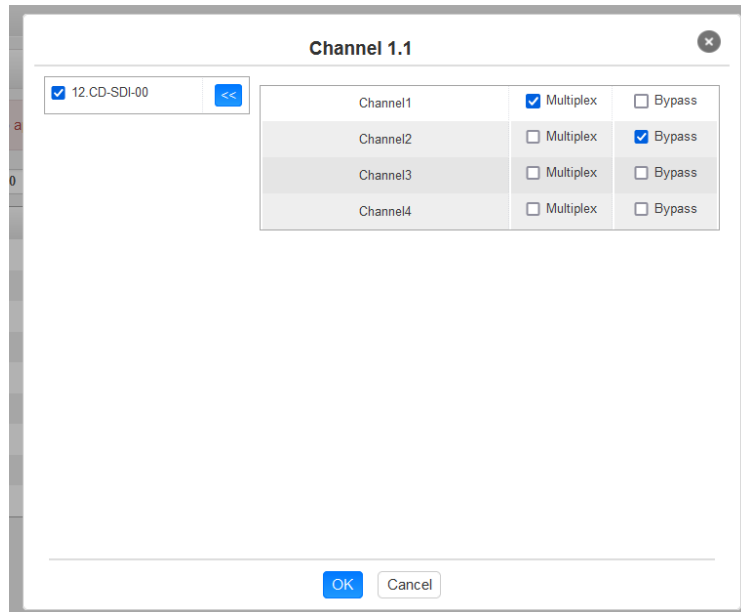 Channel 1.1
12.CD-SDI-00 <<
Channel1 Multiplex Bypass
Channel2 Multiplex Bypass
Channel3 Multiplex Bypass
Channel4 Multiplex Bypass
a
0
OK Cancel